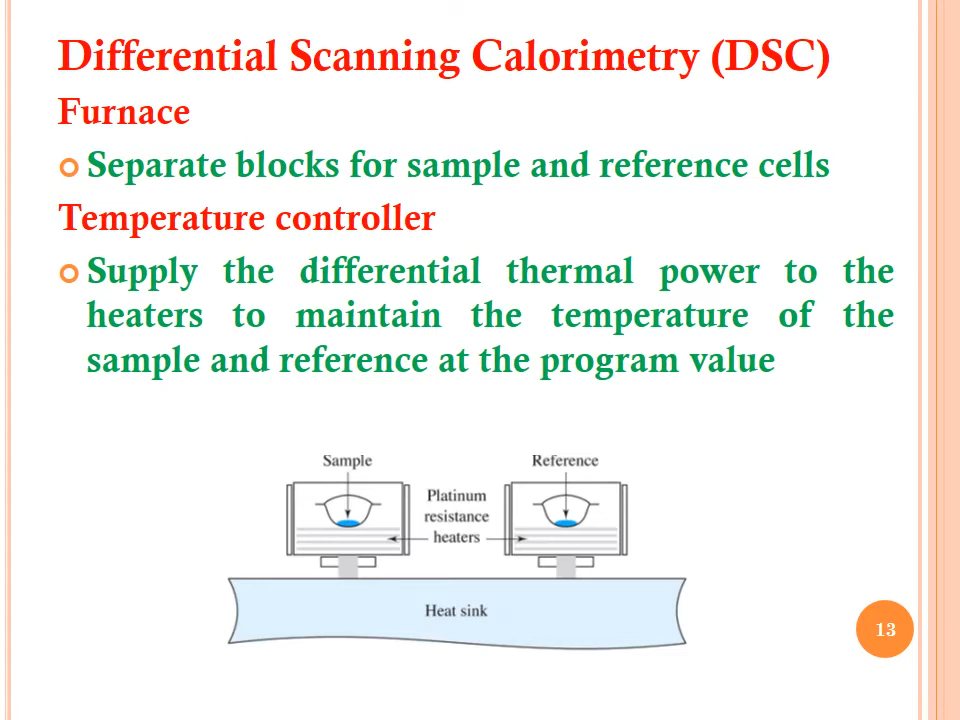 Differential Scanning Calorimetry (DSC)
Furnace
Separate blocks for sample and reference cells
Temperature controller
Supply the differential thermal power to the
heaters to maintain the temperature of the
sample and reference at the program value
Sample
Reference
Platinum
resistance
heaters
Heat sink
13